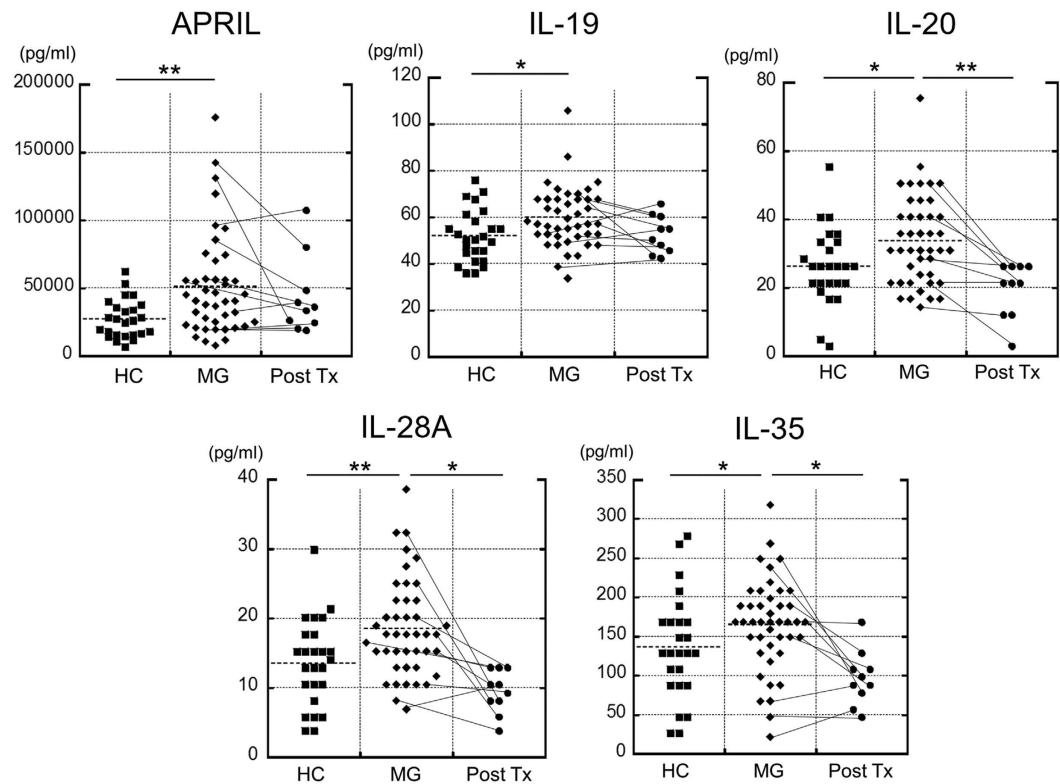 APRIL
(pg/ml)
**
200000
150000
100000
50000
0
HC MG Post Tx
IL-19
(pg/ml)
*
120
100
80
60
40
20
0
HC MG Post Tx
IL-20
(pg/ml)
* **
80
60
40
20
0
HC MG Post Tx
IL-28A
(pg/ml)
** *
40
30
20
10
0
HC MG Post Tx
IL-35
(pg/ml)
* *
350
300
250
200
150
100
50
0
HC MG Post Tx